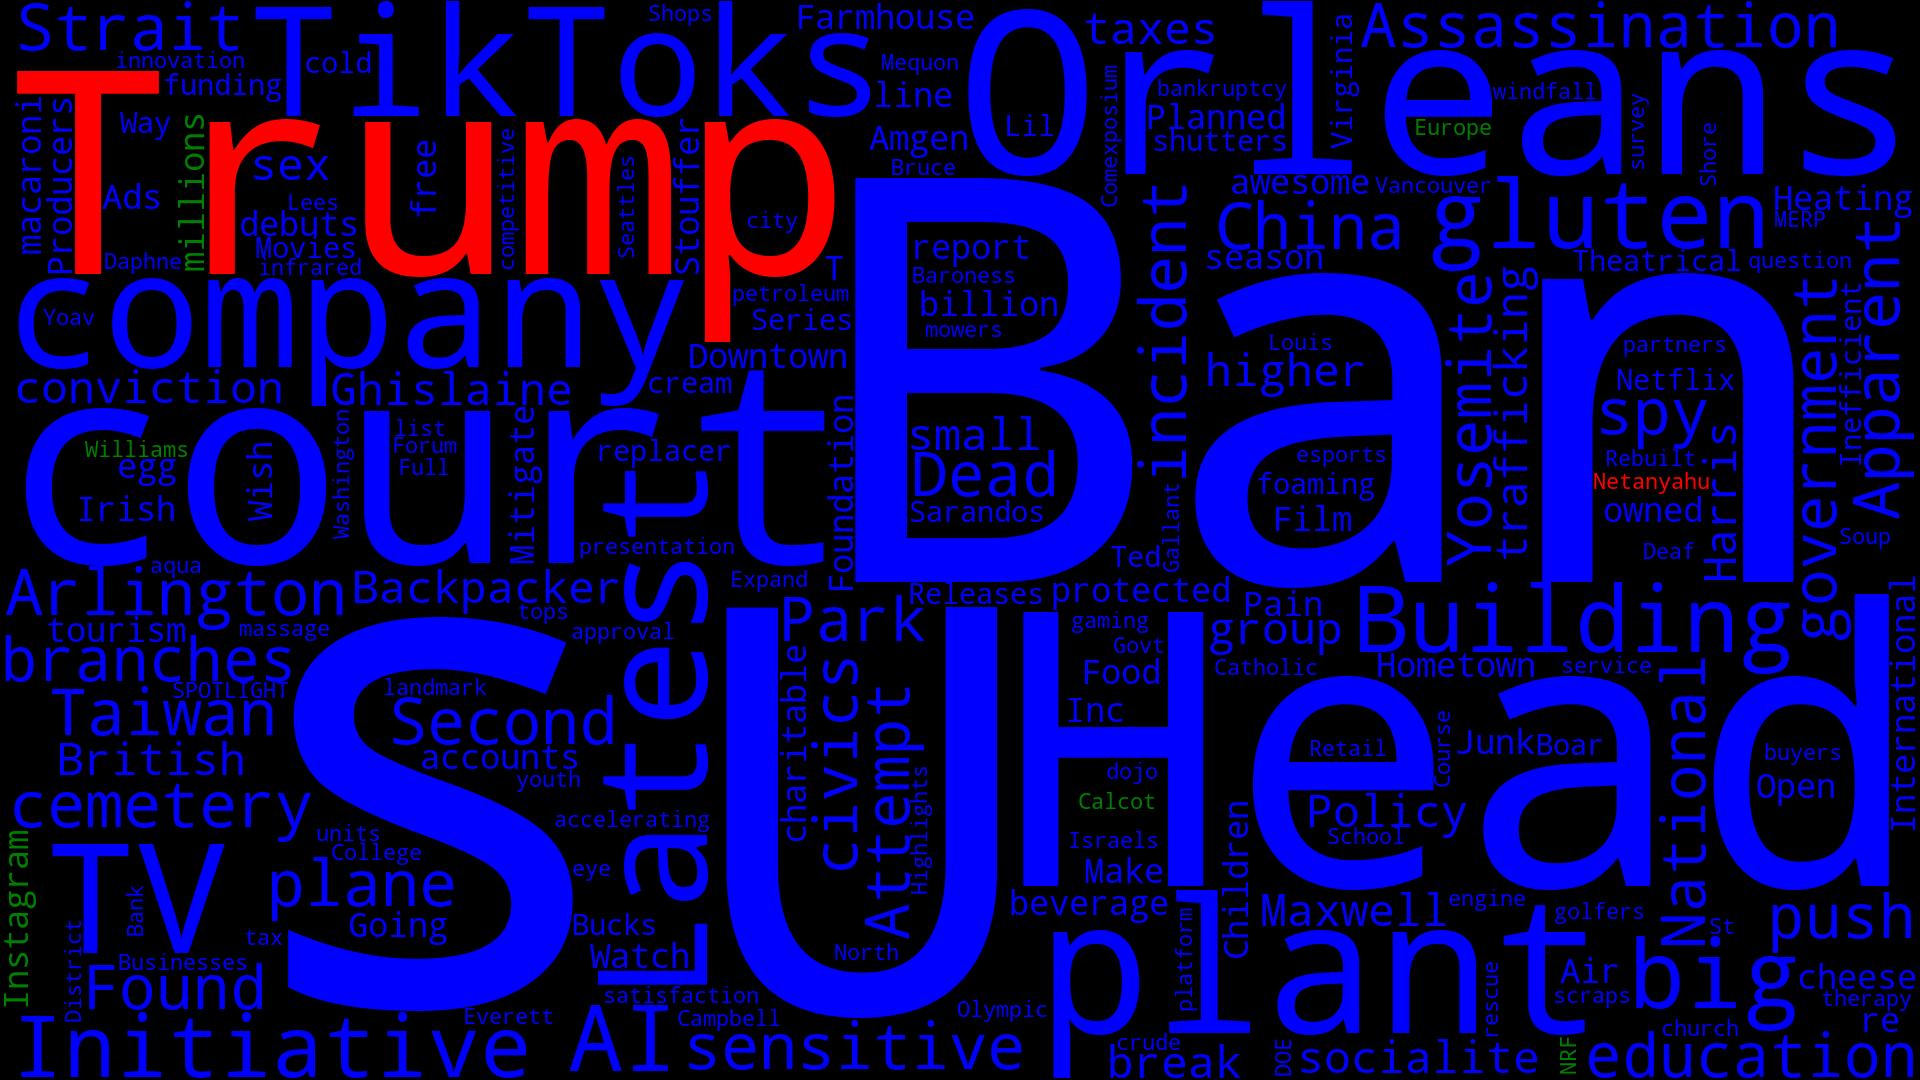 Strait
TikToks
Shops
Farmhouse
Orleans
taxes
Assassination
innovation
funding
cold
Mequon
line
Virginia
windfall
Trump
macaroni
Producers
Way
millions
Amgen
Lil
Comexposium
bankruptcy
Planned
shutters
Europe
survey
Shore
Ads
sex
free
competitive
Seattles
Stouffer
Bruce
awesome
Vancouver
gluten
Heating
MERP
Lees
debuts
Movies
infrared
Daphne
city
T
Ban
report
Baroness
billion
mowers
incident
China
season
Theatrical
question
Apparent
company
Yoav
petroleum
Series
Downtown
cream
higher
Louis
Yosemite
trafficking
partners
Netflix
spy
government
Inefficient
conviction
Ghislaine
court
Williams
egg
Irish
Wish
Washington
list
Forum
Full
Mitigate
replacer
presentation
Foundation
small
Dead
Sarandos
Gallant
Ted
esports
foaming
Film
Rebuilt
Netanyahu
owned
Deaf
Harris
Soup
aqua
Arlington
Backpacker
tops
Latest
Expand
Releases
protected
Pain
group
Building
tourism
massage
approval
Park
gaming
Govt
Food
Inc
Catholic
Hometown
service
International
branches
SPOTLIGHT
Taiwan
British
S
landmark
Second
accounts
youth
U
charitable
civics
Attempt
Highlights
Head
dojo
Calcot
Israels
Make
Retail
Course
Junk
Boar
Policy
School
National
buyers
Open
cemetery
accelerating
Instagram
TV
units
College
plane
Going
eye
Bank
tax
District
Businesses
Found
Bucks
Watch
satisfaction
North
beverage
Children
Maxwell
engine
golfers
St
push
plant
platform
rescue
Air
scraps
big
cheese
therapy
re
Initiative
Everett
AI
Campbell
sensitive
Olympic
crude
break
DOE
socialite
NRF
church
education